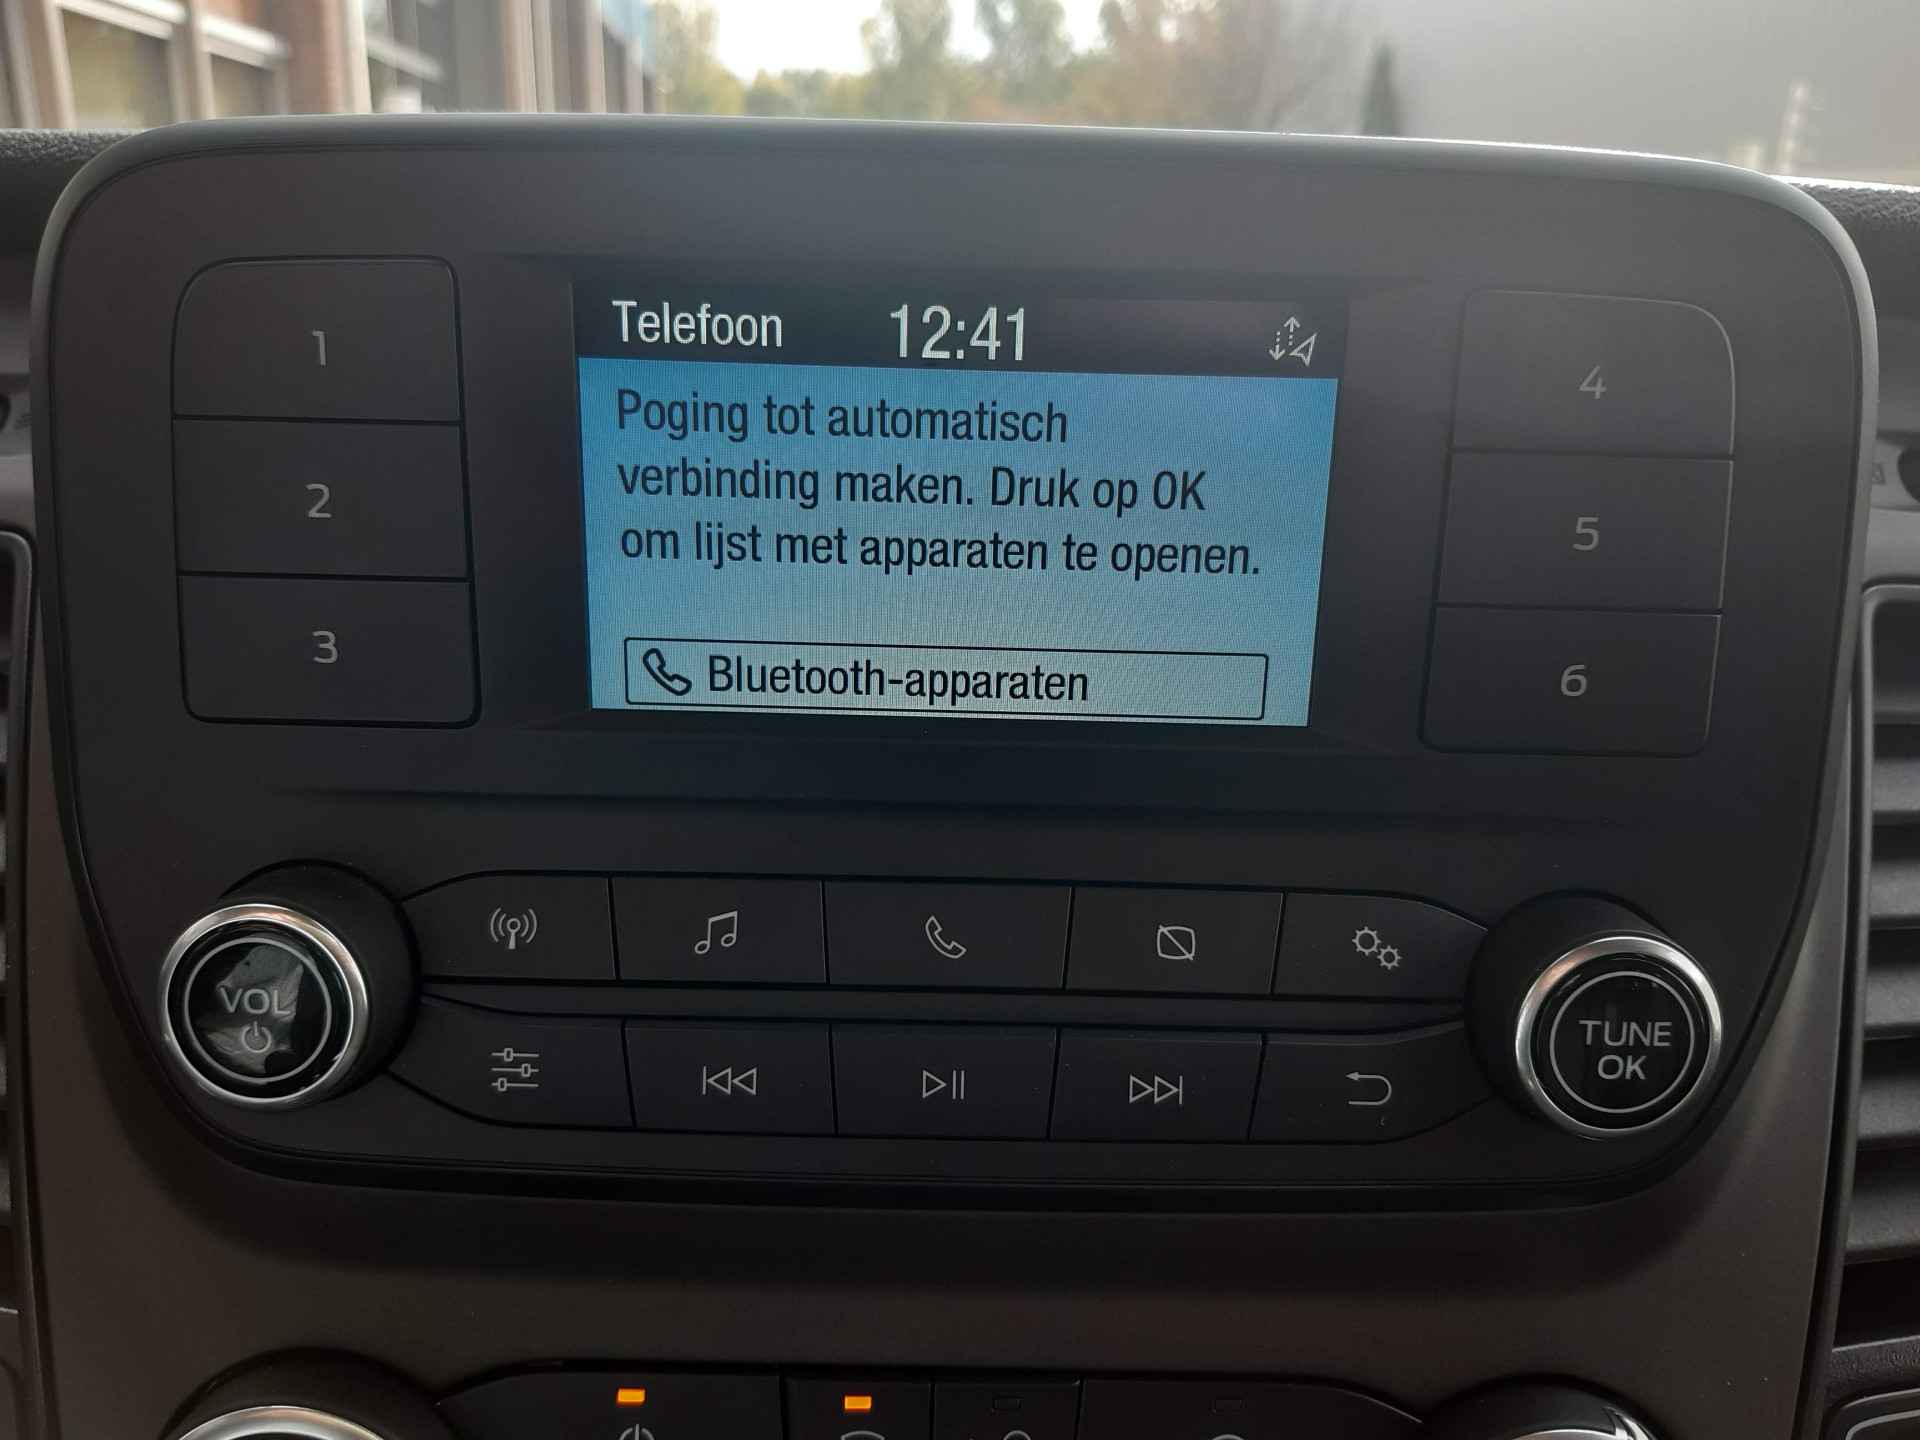 Telefoon 12:41
Poging tot automatisch
verbinding maken. Druk op OK
om lijst met apparaten te openen.
Bluetooth-apparaten
1
2
3
4
5
6
VOL
TUNE
OK